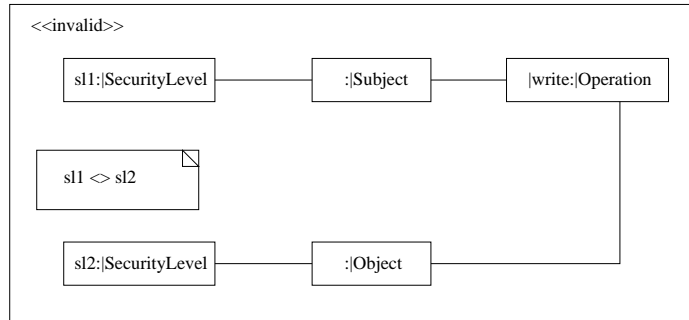 <<invalid>>
sl1:|SecurityLevel
:|Subject
|write:|Operation
sl1 <> sl2
sl2:|SecurityLevel
:|Object